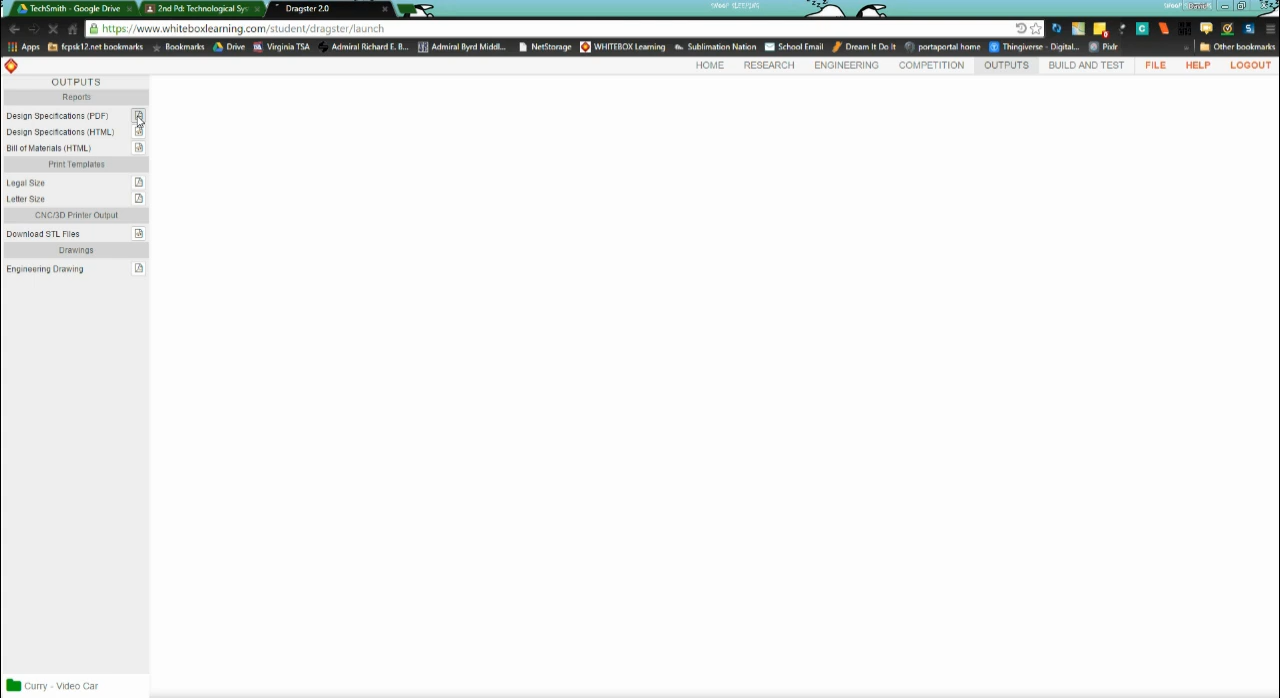 TechSmith - Google Drive
2nd Pd: Technological Sys
Dragster 2.0
https://www.whiteboxlearning.com/student/dragster/launch
Apps
fcpsk12.net bookmarks
Bookmarks
Drive
Virginia TSA
Admiral Richard E. B...
Admiral Byrd Middl...
NetStorage
WHITEBOX Learning
Sublimation Nation
School Email
Dream It Do It
portaportal home
Thingiverse - Digital...
Pixlr
Other bookmarks
HOME
RESEARCH
ENGINEERING
COMPETITION
OUTPUTS
BUILD AND TEST
FILE
HELP
LOGOUT
OUTPUTS
Reports
Design Specifications (PDF)
Design Specifications (HTML)
Bill of Materials (HTML)
Print Templates
Legal Size
Letter Size
CNC/3D Printer Output
Download STL Files
Drawings
Engineering Drawing
Curry - Video Car